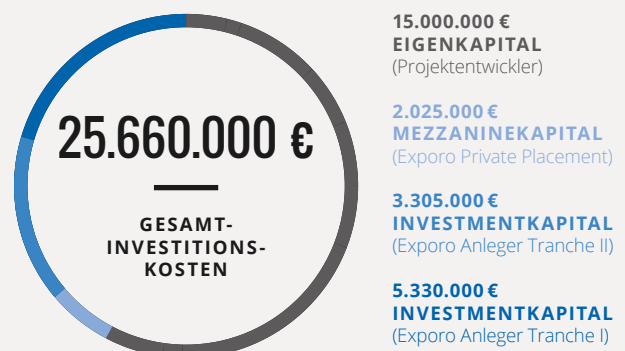 25.660.000 €
GESAMT-
INVESTITIONS-
KOSTEN
15.000.000 €
EIGENKAPITAL
(Projektentwickler)
2.025.000 €
MEZZANINEKAPITAL
(Exporo Private Placement)
3.305.000 €
INVESTMENTKAPITAL
(Exporo Anleger Tranche II)
5.330.000 €
INVESTMENTKAPITAL
(Exporo Anleger Tranche I)